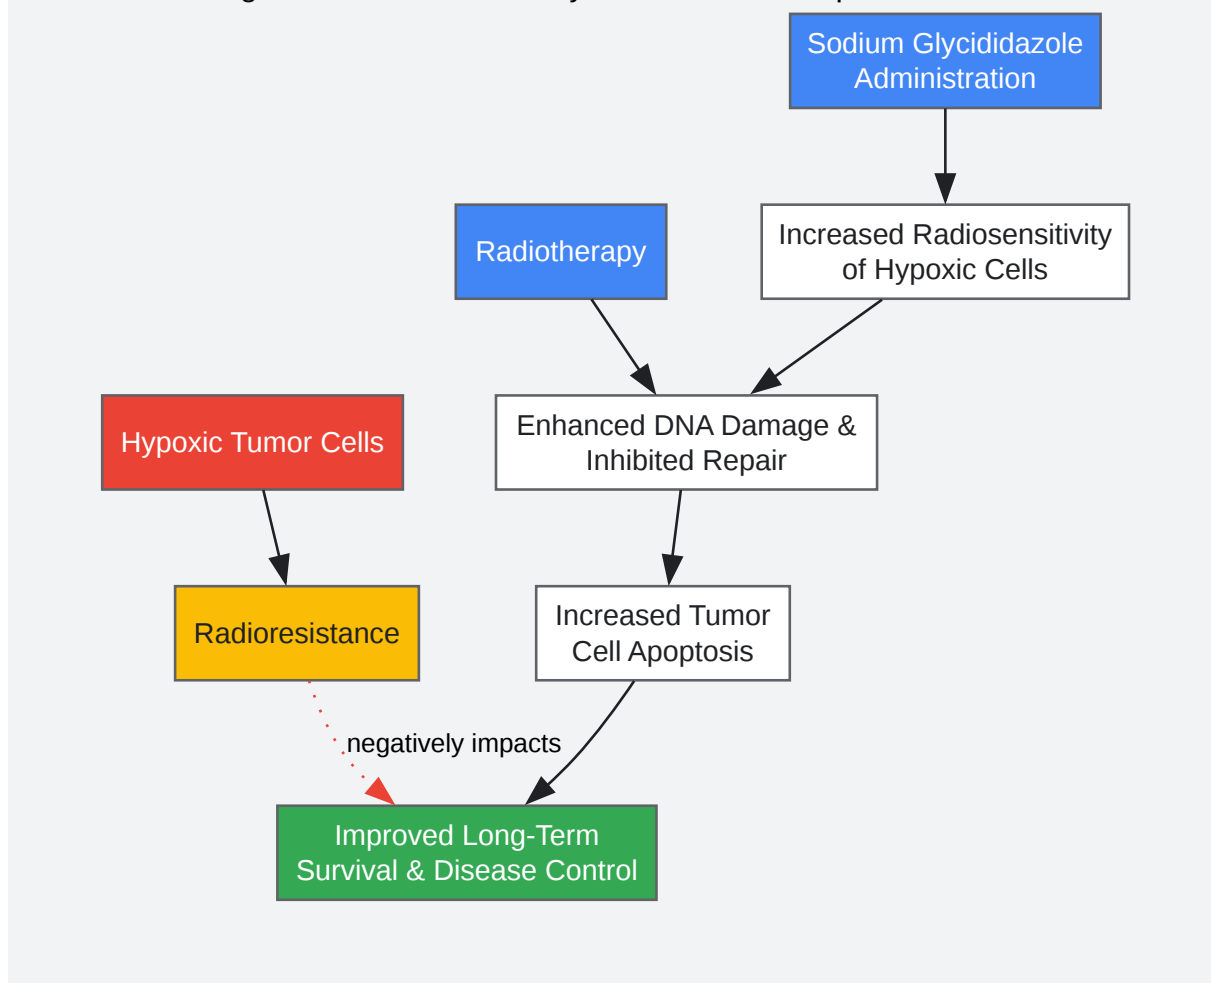 Sodium Glycididazole
Administration
Radiotherapy
Increased Radiosensitivity
of Hypoxic Cells
Hypoxic Tumor Cells
Enhanced DNA Damage &
Inhibited Repair
Radioresistance
Increased Tumor
Cell Apoptosis
negatively impacts
Improved Long-Term
Survival & Disease Control